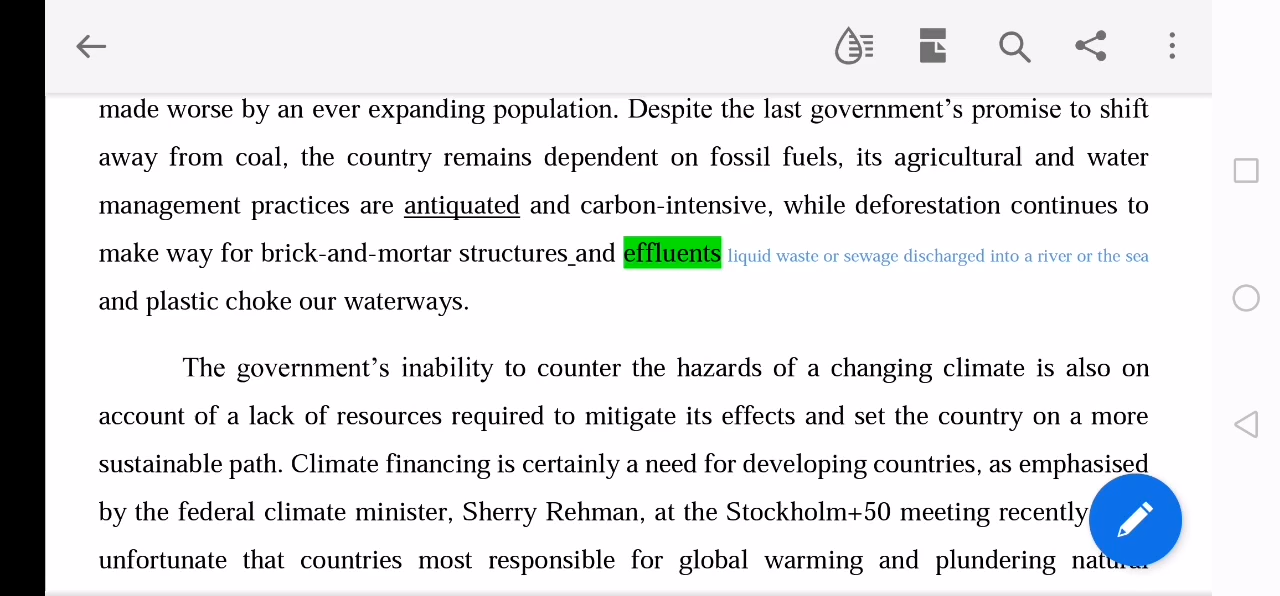 made worse by an ever expanding population. Despite the last government’s promise to shift
away from coal, the country remains dependent on fossil fuels, its agricultural and water
management practices are antiquated and carbon-intensive, while deforestation continues to
make way for brick-and-mortar structures and effluents liquid waste or sewage discharged into a river or the sea
and plastic choke our waterways.
The government’s inability to counter the hazards of a changing climate is also on
account of a lack of resources required to mitigate its effects and set the country on a more
sustainable path. Climate financing is certainly a need for developing countries, as emphasised
by the federal climate minister, Sherry Rehman, at the Stockholm+50 meeting recently
unfortunate that countries most responsible for global warming and plundering natural